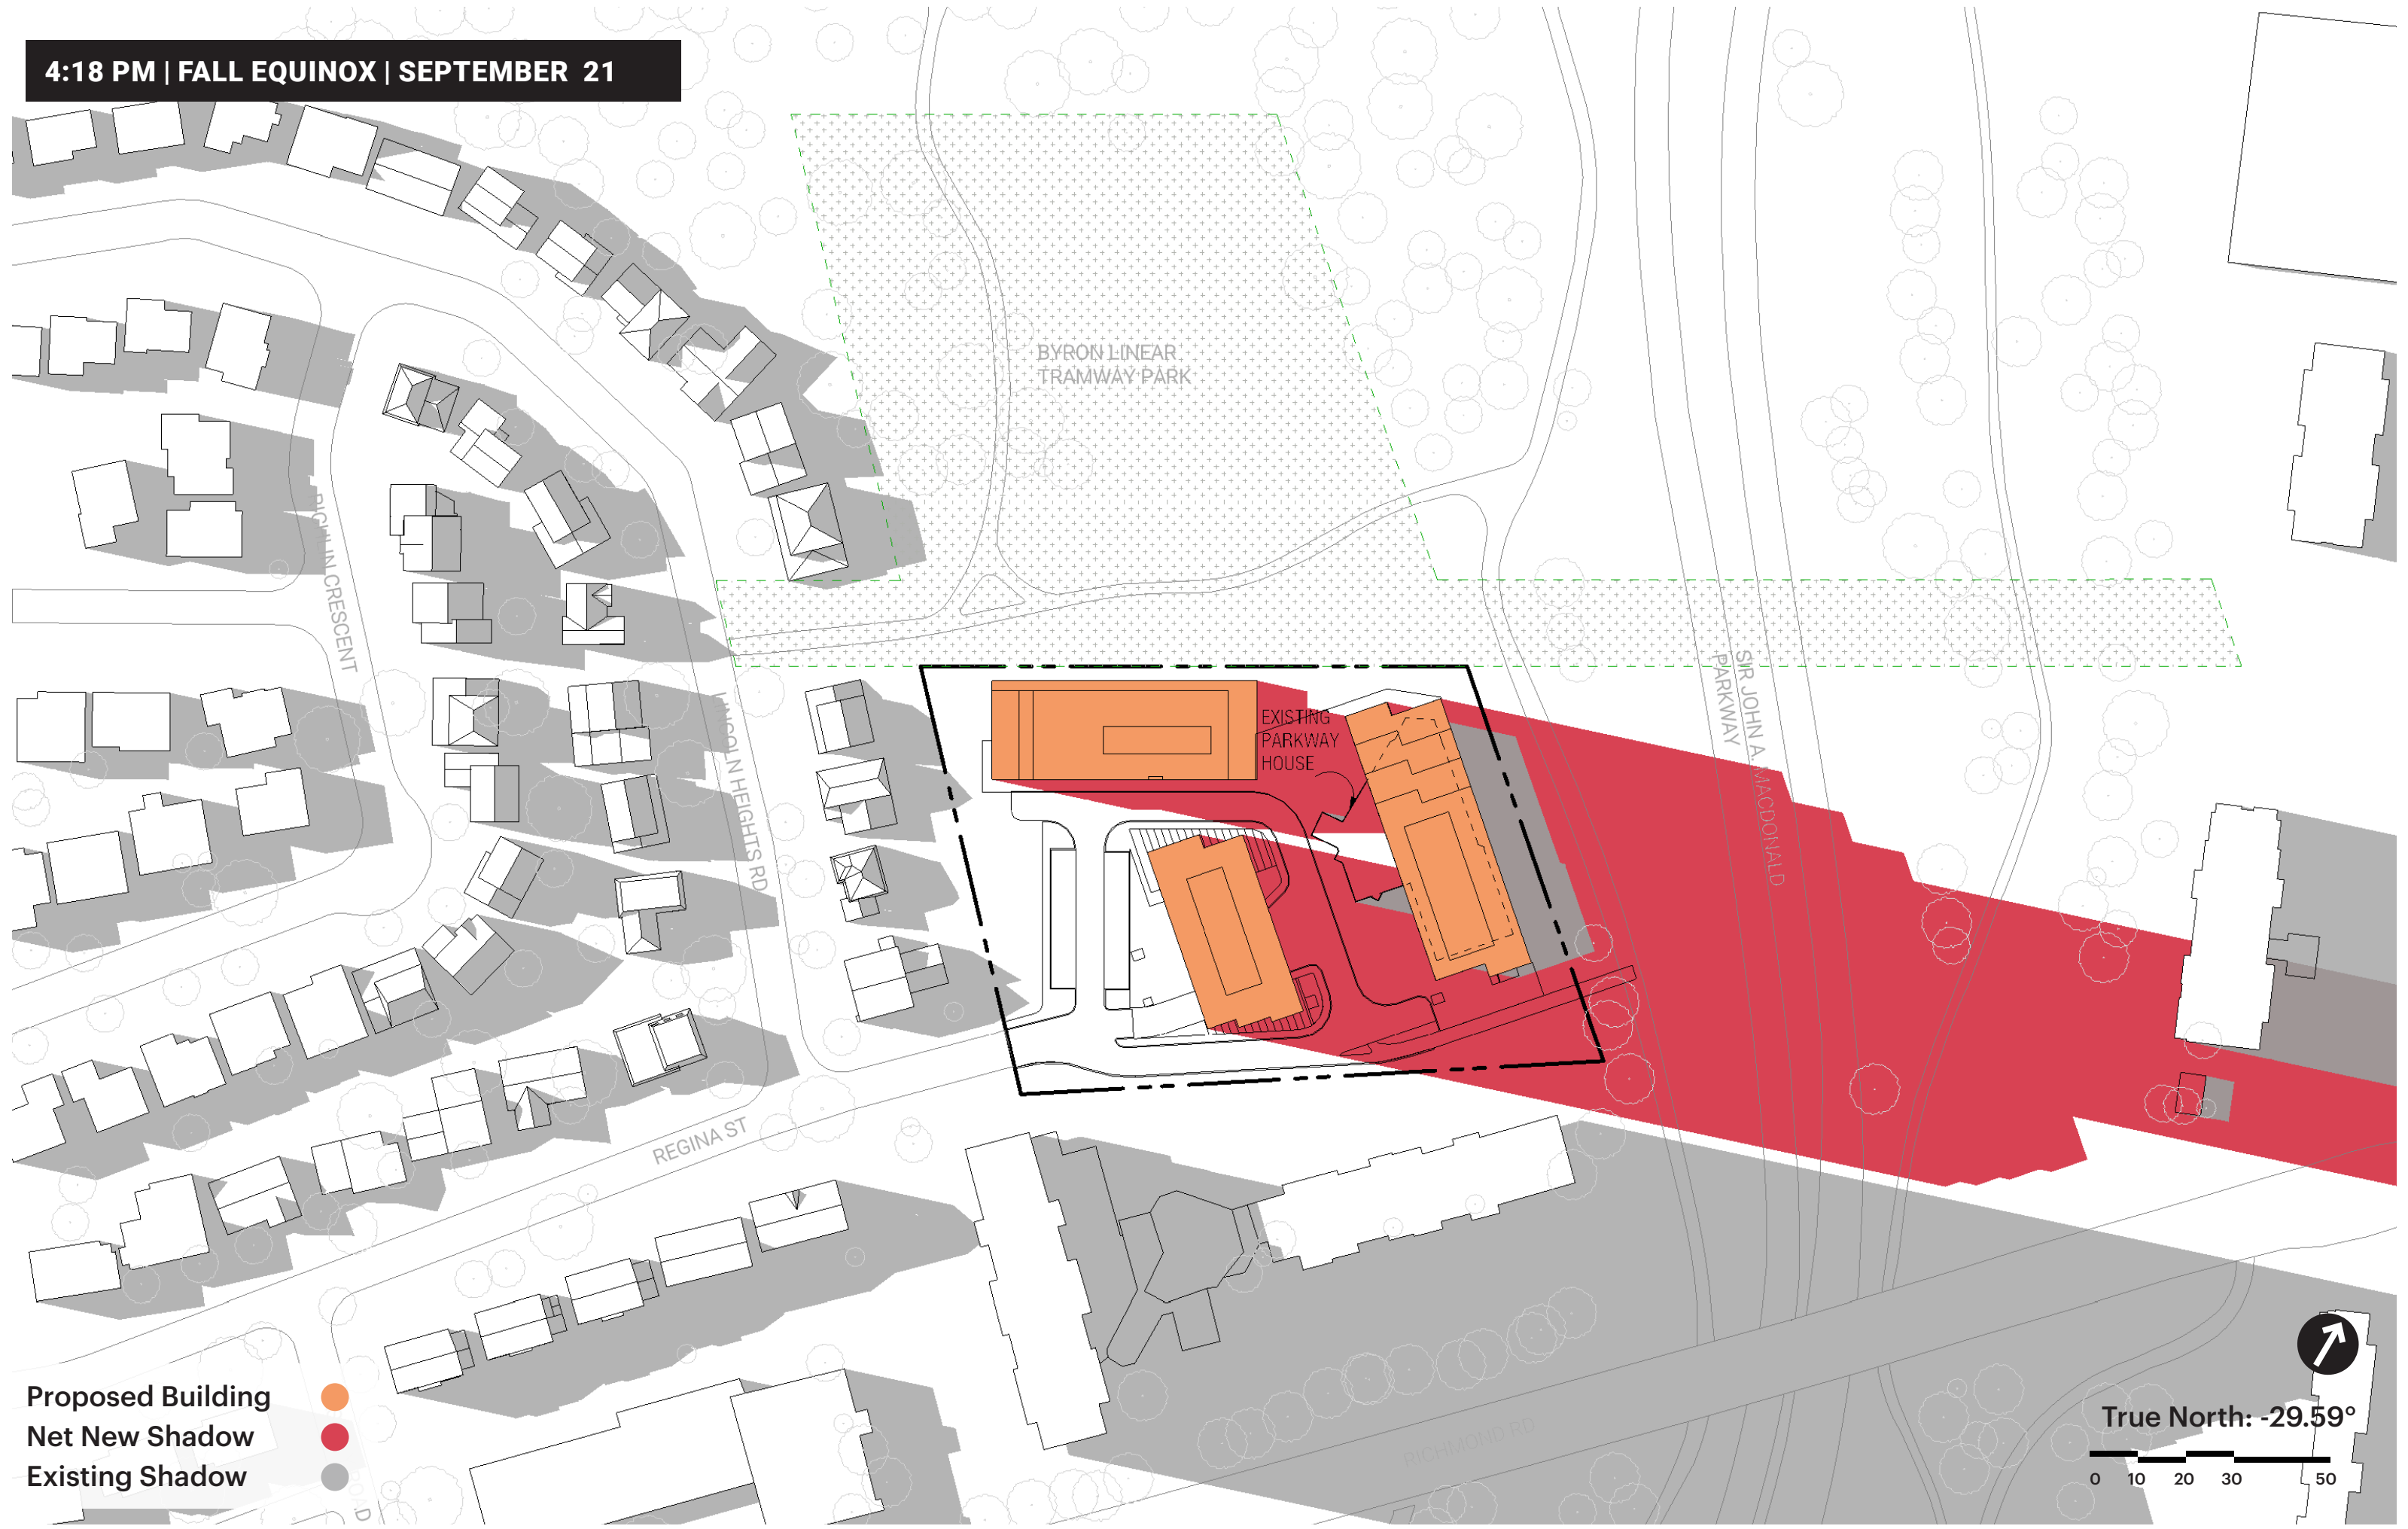 4:18 PM | FALL EQUINOX | SEPTEMBER 21
BYRON LINEAR
TRAMWAY PARK
RICHLIN CRESCENT
LINCOLN HEIGHTS RD
EXISTING
PARKWAY
HOUSE
SIR JOHN A. MACDONALD
PARKWAY
REGINA ST
RICHMOND RD
Proposed Building
Net New Shadow
Existing Shadow
True North: -29.59°
0 10 20 30 50